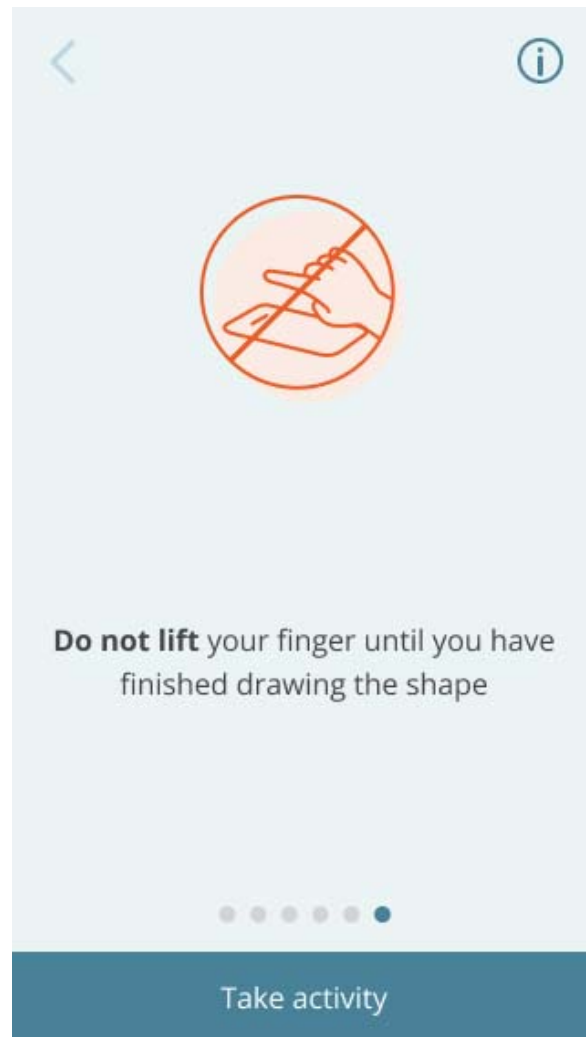 Do not lift your finger until you have
finished drawing the shape
Take activity